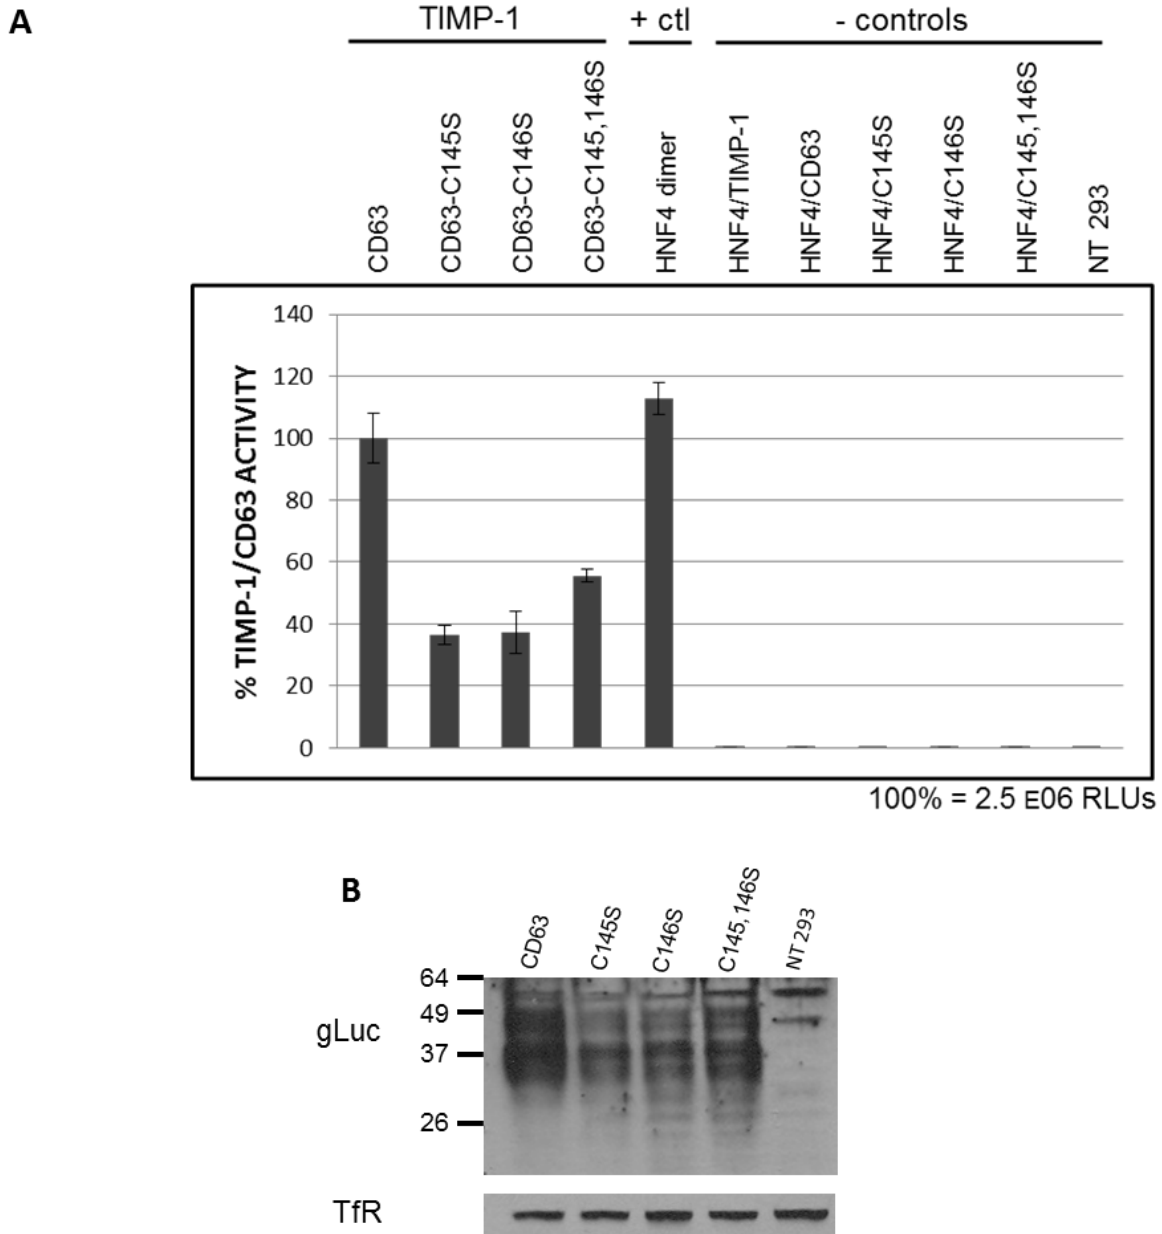 A
TIMP-1
+ ctl
- controls
CD63
CD63-C145S
CD63-C146S
CD63-C145,146S
HNF4 dimer
HNF4/TIMP-1
HNF4/CD63
HNF4/C145S
HNF4/C146S
HNF4/C145,146S
NT 293
% TIMP-1/CD63 ACTIVITY
140
120
100
80
60
40
20
0
100% = 2.5 E06 RLUs
B
CD63
C145S
C146S
C145,146S
NT 293
gLuc
64
49
37
26
TfR